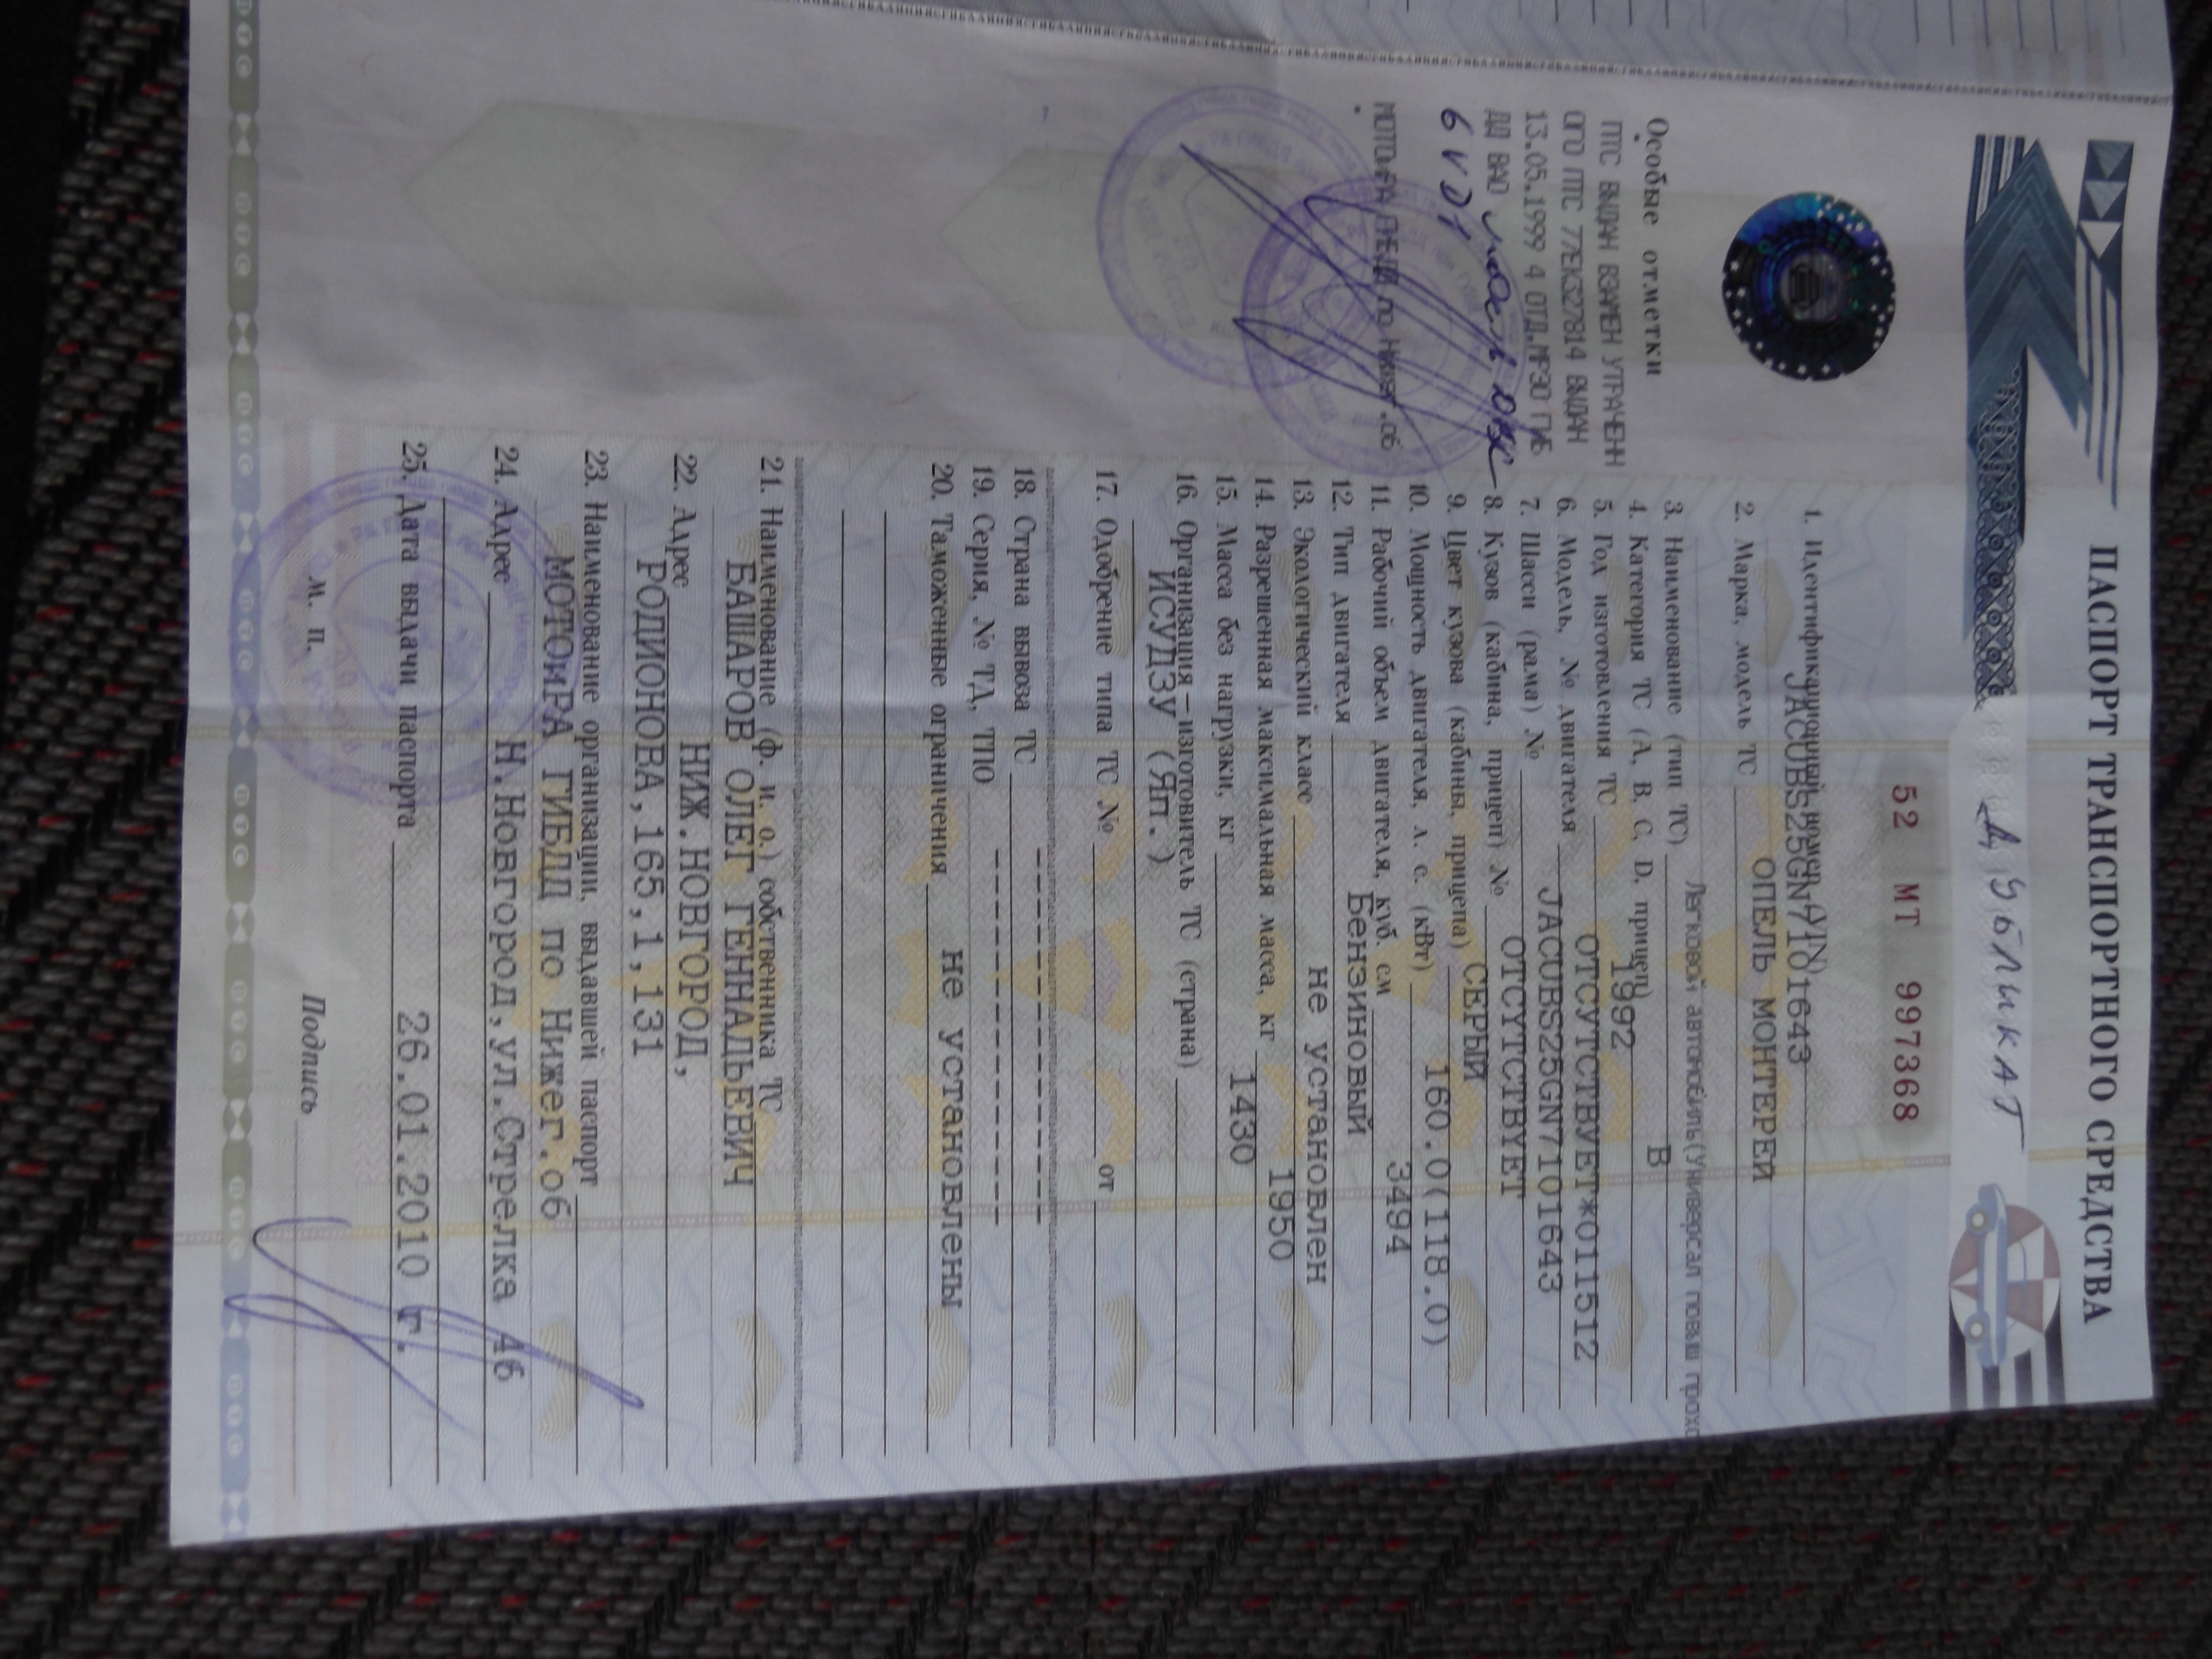 ПАСПОРТ ТРАНСПОРТНОГО СРЕДСТВА
ДУБЛИКАТ
52 МТ 997368
Особые отметки
ПТС ВЫДАН ВЗАМЕН УТРАЧЕНН
ОГО ПТС 77ЕК327814 ВЫДАН
13.05.1999 4 ОТД.МРЭО ГИБ
ДД ВАО
6VD1
МОТОиРА ГИБДД по Нижег.об
.
1. Идентификационный номер (VIN)
JACUBS25GN7101643
2. Марка, модель ТС ОПЕЛЬ МОНТЕРЕЙ
3. Наименование (тип ТС) Легковой автомобиль(Универсал повыш прохо
4. Категория ТС (А, В, С, D, прицеп) В
5. Год изготовления ТС 1992
6. Модель, № двигателя ОТСУТСТВУЕТ*011512
7. Шасси (рама) № JACUBS25GN7101643
8. Кузов (кабина, прицеп) № ОТСУТСТВУЕТ
9. Цвет кузова (кабины, прицепа) СЕРЫЙ
10. Мощность двигателя, л. с. (кВт) 160.0(118.0)
11. Рабочий объем двигателя, куб. см 3494
12. Тип двигателя Бензиновый
13. Экологический класс не установлен
14. Разрешенная максимальная масса, кг 1950
15. Масса без нагрузки, кг 1430
16. Организация–изготовитель ТС (страна)
ИСУДЗУ (Яп.)
17. Одобрение типа ТС № от
18. Страна вывоза ТС ---------------
19. Серия, № ТД, ТПО ---------------
20. Таможенные ограничения не установлены
21. Наименование (ф. и. о.) собственника ТС
БАШАРОВ ОЛЕГ ГЕННАДЬЕВИЧ
22. Адрес НИЖ.НОВГОРОД,
РОДИОНОВА,165,1,131
23. Наименование организации, выдавшей паспорт
МОТОиРА ГИБДД по Нижег.об
24. Адрес Н.Новгород,ул.Стрелка 46
25. Дата выдачи паспорта 26.01.2010 г.
М. п.
Подпись